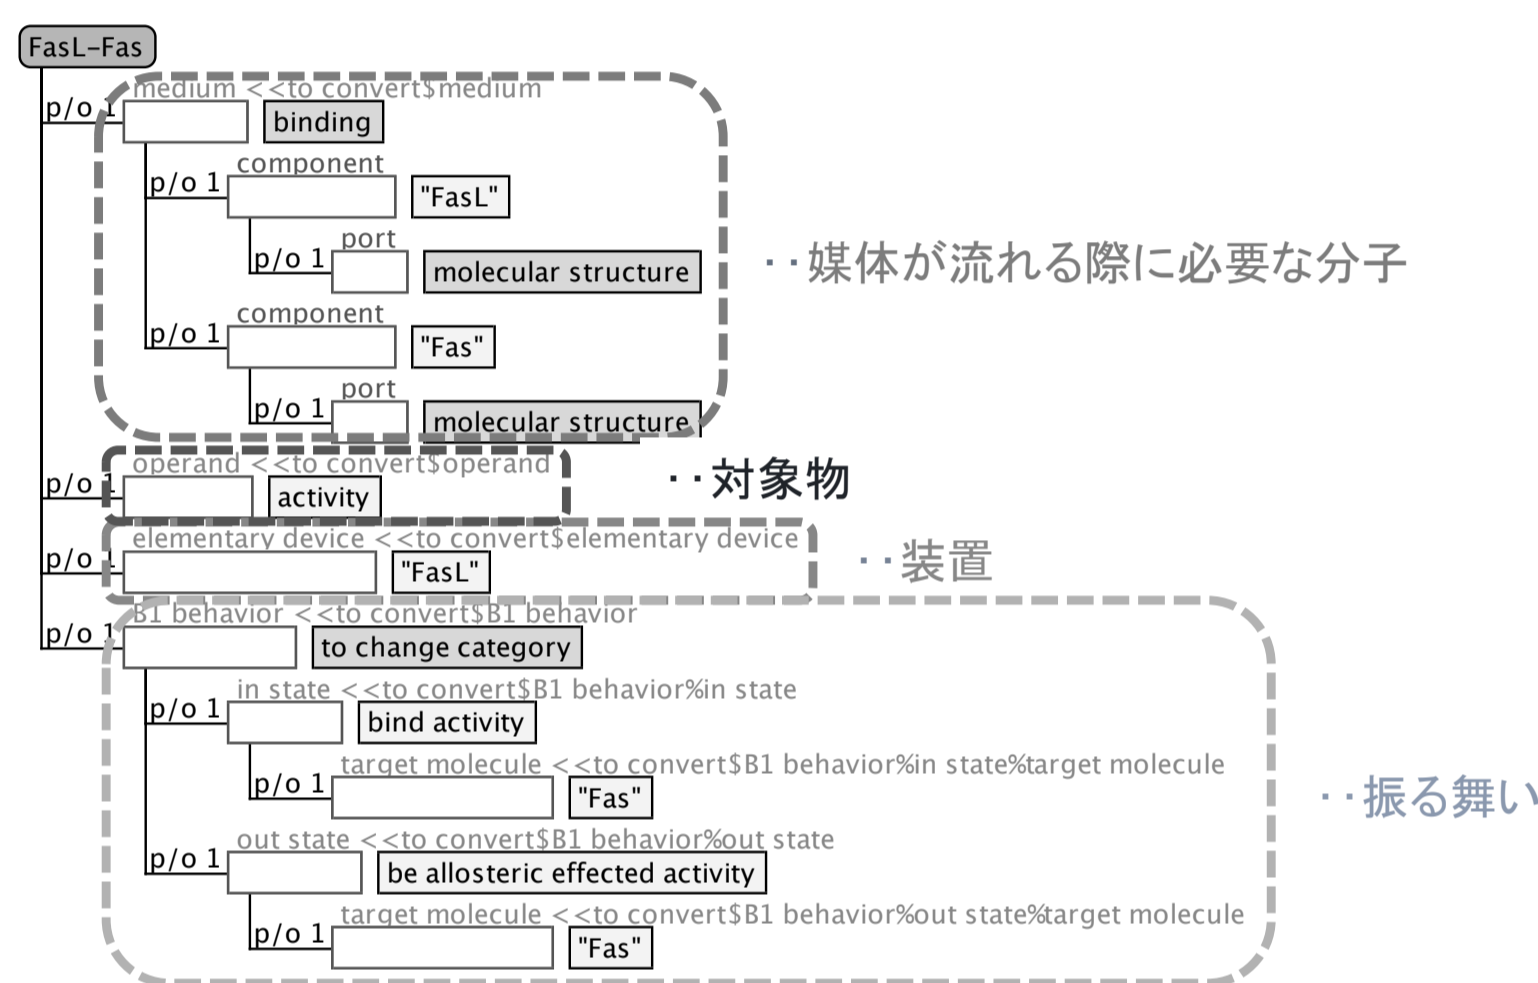 FasL-Fas
medium <<to convert$medium
p/o 1 binding
component
p/o 1 "FasL"
port
p/o 1 molecular structure
・・媒体が流れる際に必要な分子
component
p/o 1 "Fas"
port
p/o 1 molecular structure
operand <<to convert$operand
・・対象物
p/o 1 activity
elementary device <<to convert$elementary device
・・装置
p/o 1 "FasL"
B1 behavior <<to convert$B1 behavior
p/o 1 to change category
in state <<to convert$B1 behavior%in state
p/o 1 bind activity
target molecule <<to convert$B1 behavior%in state%target molecule
p/o 1 "Fas"
・・振る舞い
out state <<to convert$B1 behavior%out state
p/o 1 be allosteric effected activity
target molecule <<to convert$B1 behavior%out state%target molecule
p/o 1 "Fas"